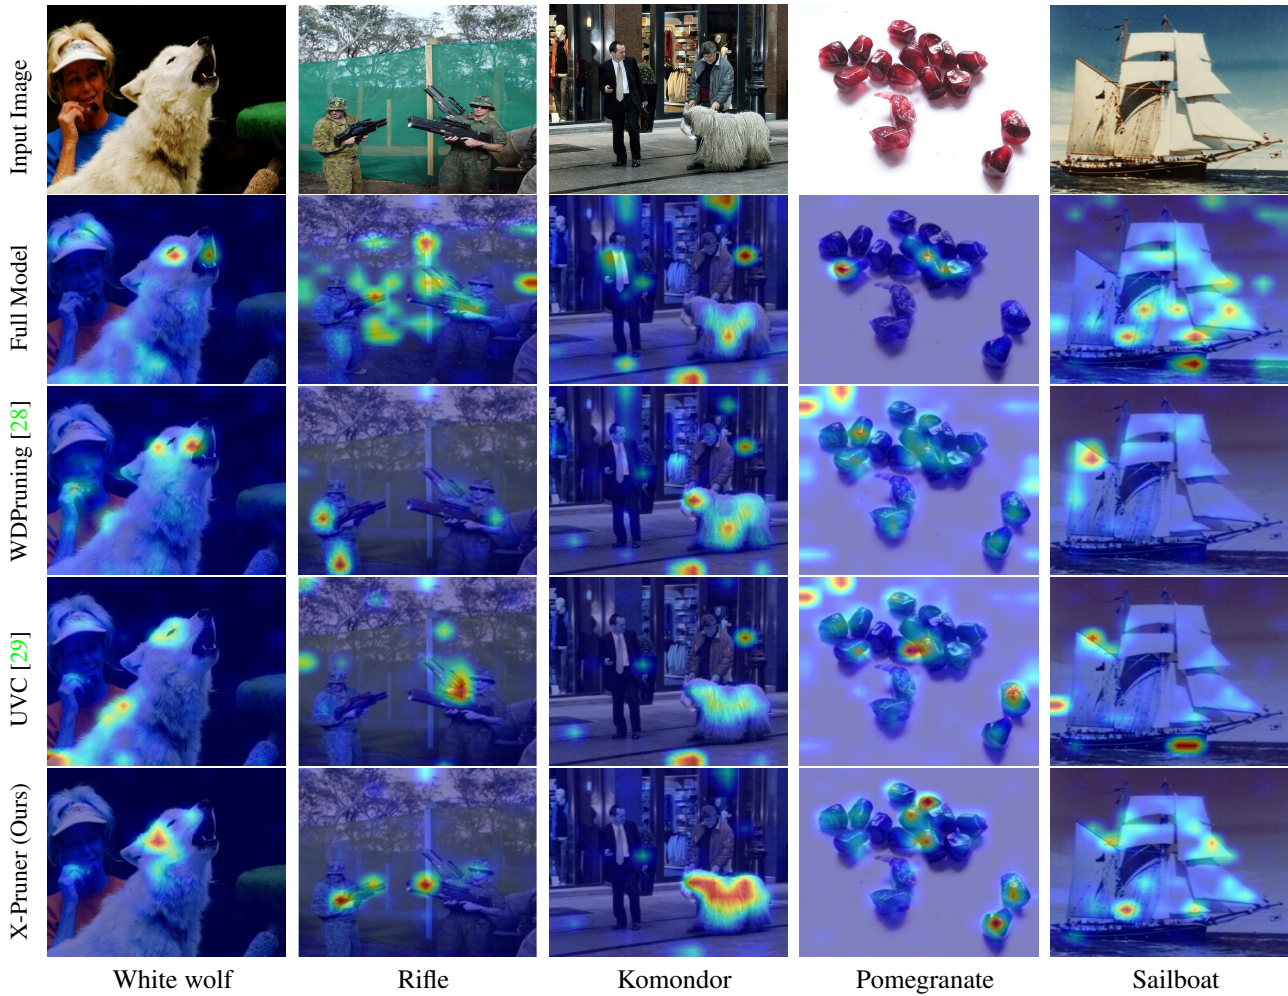 Input Image
Full Model
WDPruning [28]
UVC [29]
X-Pruner (Ours)
White wolf
Rifle
Komondor
Pomegranate
Sailboat